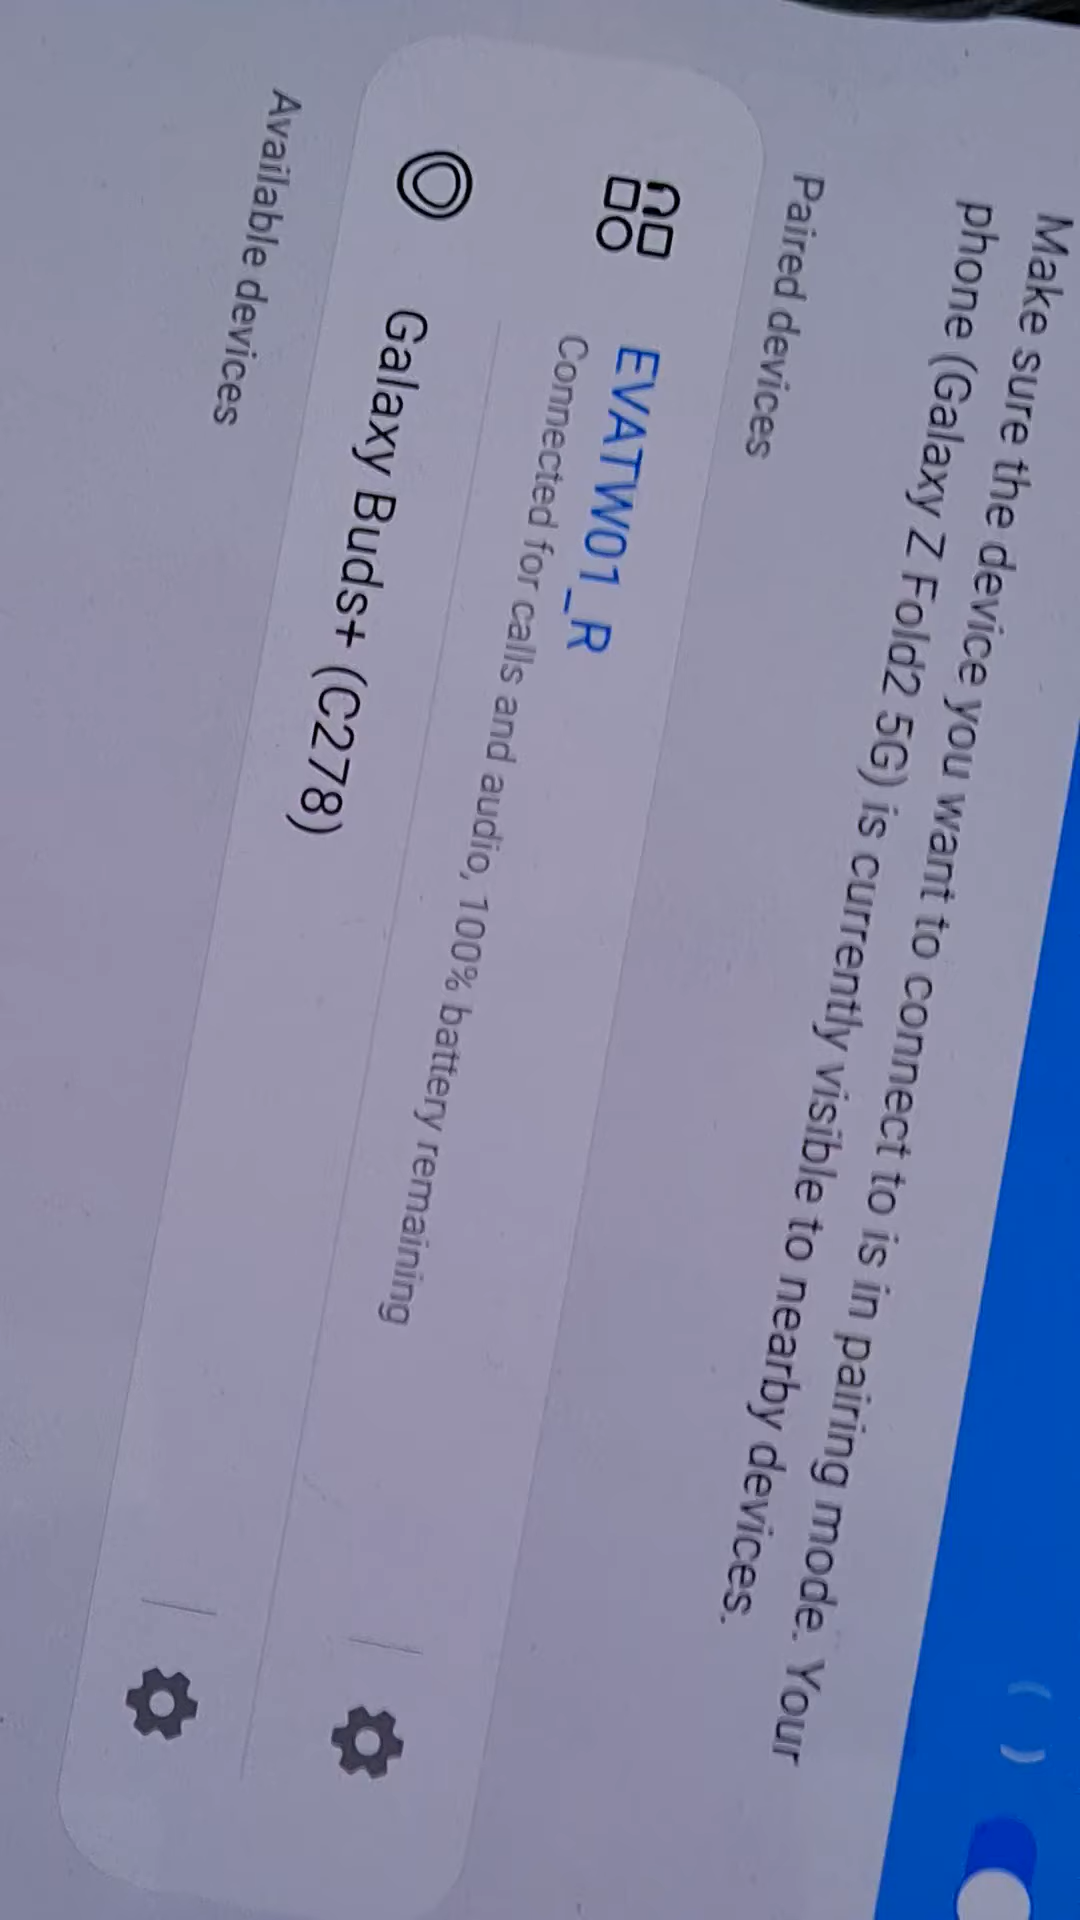 Make sure the device you want to connect to is in pairing mode. Your
phone (Galaxy Z Fold2 5G) is currently visible to nearby devices.
Paired devices
EVATW01_R
Connected for calls and audio, 100% battery remaining
Galaxy Buds+ (C278)
Available devices